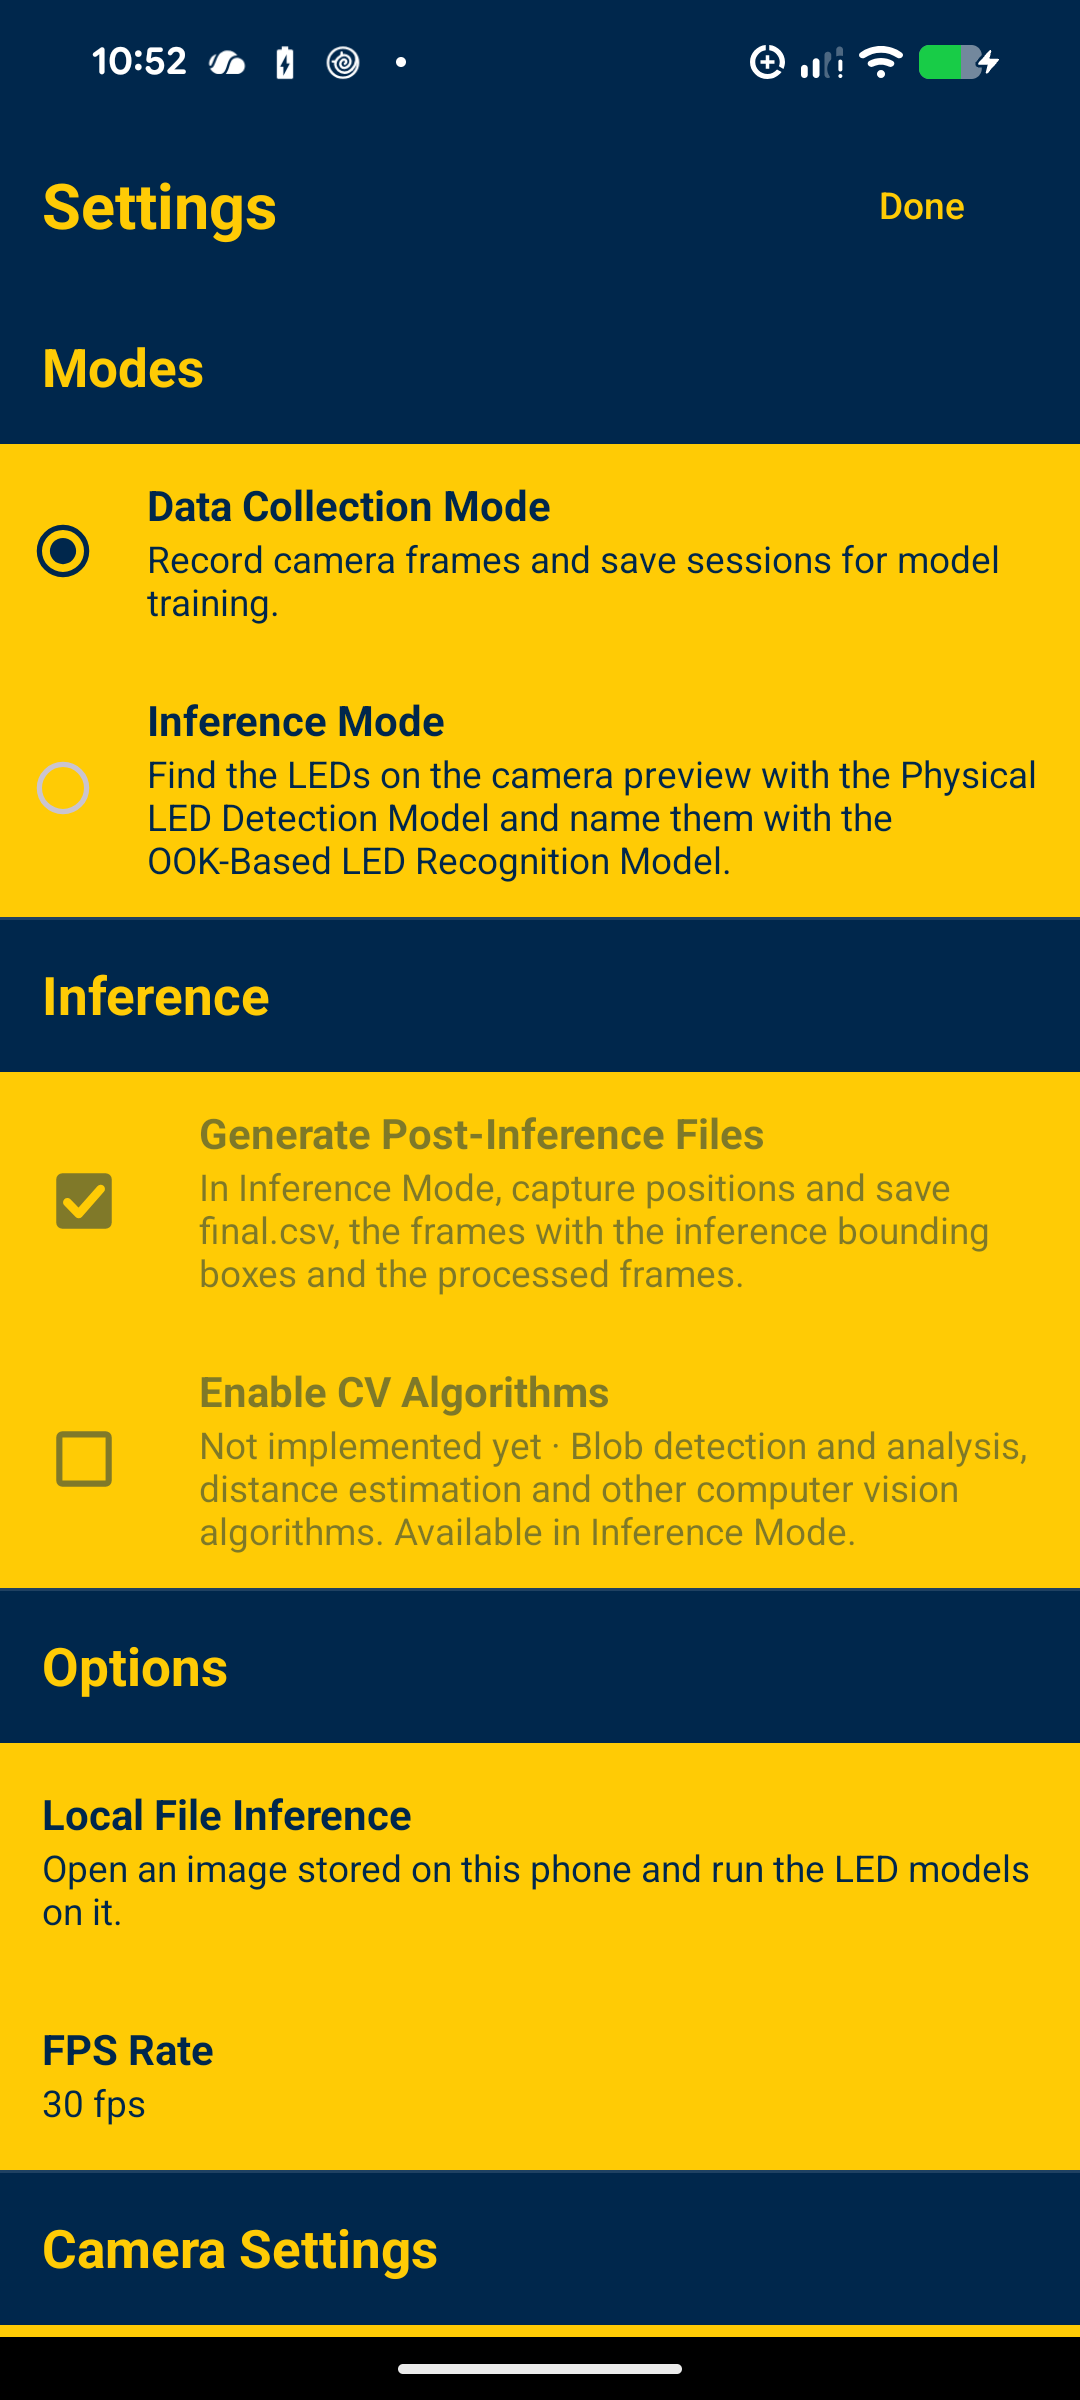 10:52
Settings
Done
Modes
Data Collection Mode
Record camera frames and save sessions for model
training.
Inference Mode
Find the LEDs on the camera preview with the Physical
LED Detection Model and name them with the
OOK-Based LED Recognition Model.
Inference
Generate Post-Inference Files
In Inference Mode, capture positions and save
final.csv, the frames with the inference bounding
boxes and the processed frames.
Enable CV Algorithms
Not implemented yet · Blob detection and analysis,
distance estimation and other computer vision
algorithms. Available in Inference Mode.
Options
Local File Inference
Open an image stored on this phone and run the LED models
on it.
FPS Rate
30 fps
Camera Settings